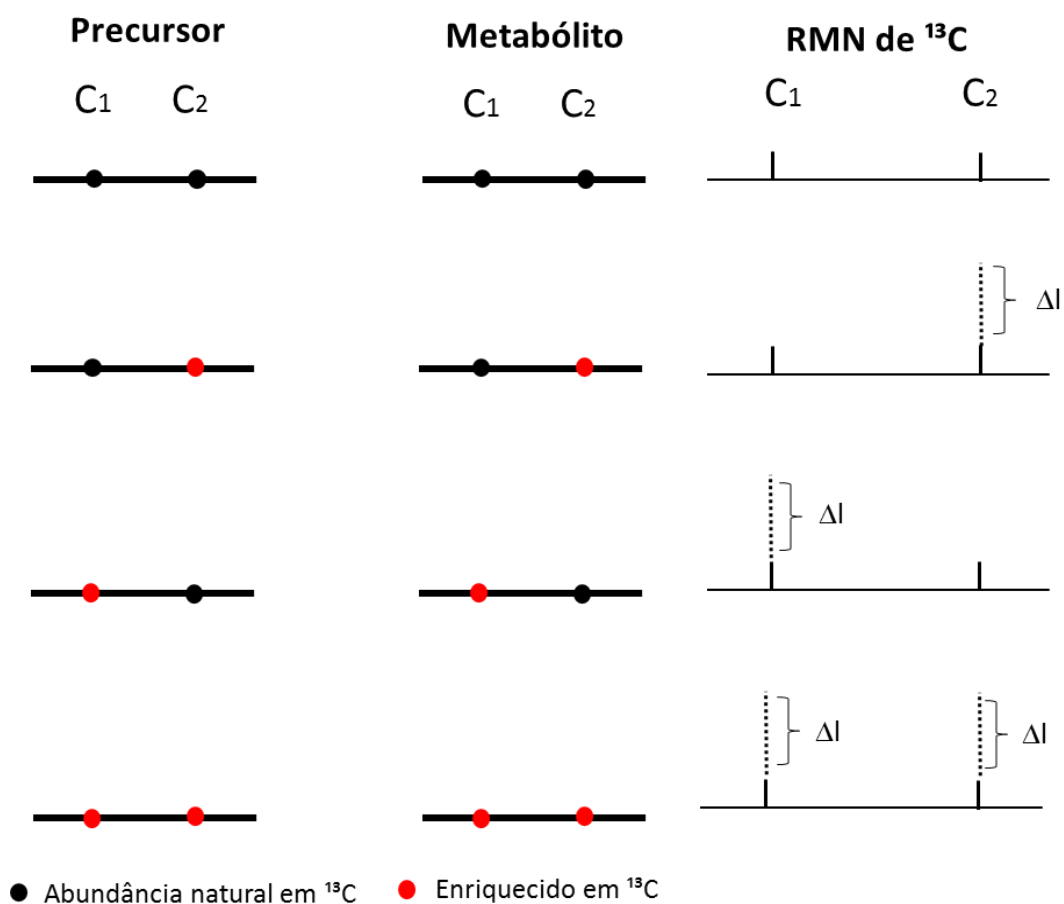 Precursor Metabólito RMN de ¹³C
C₁ C₂ C₁ C₂ C₁ C₂
ΔI
ΔI
ΔI ΔI
Abundância natural em ¹³C Enriquecido em ¹³C